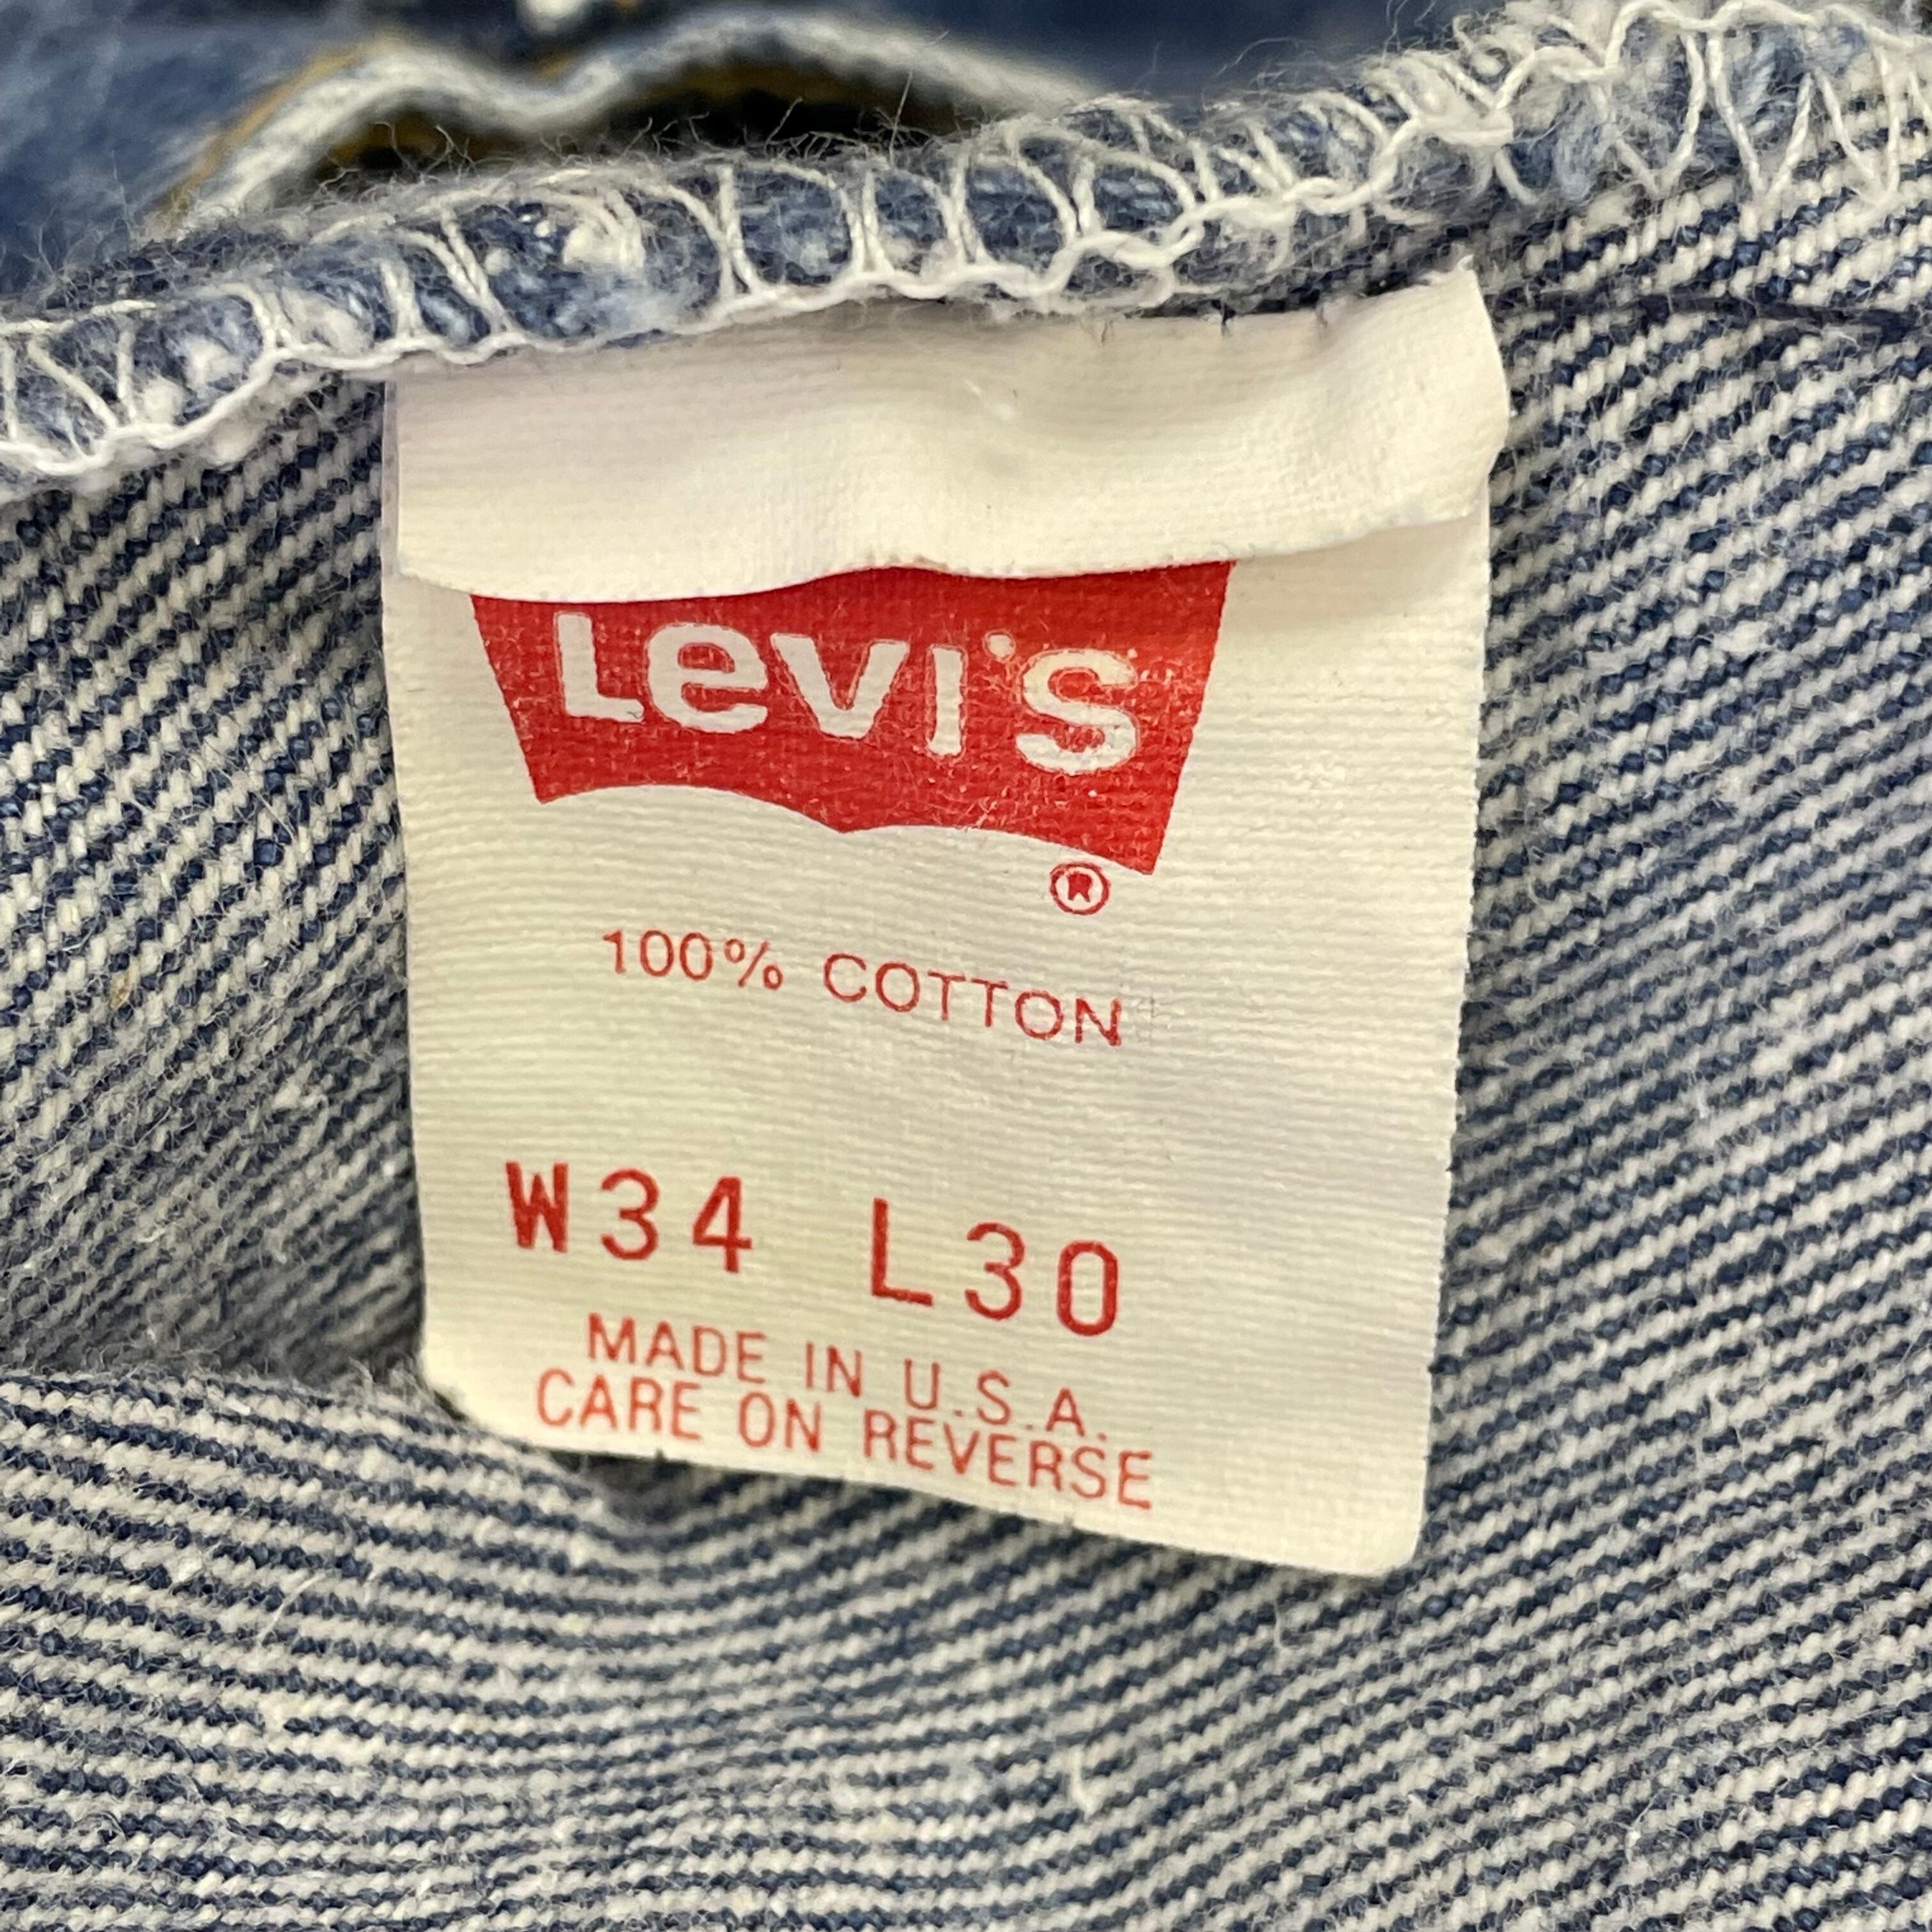 Levi's
®
100% COTTON
W34 L30
MADE IN U.S.A.
CARE ON REVERSE